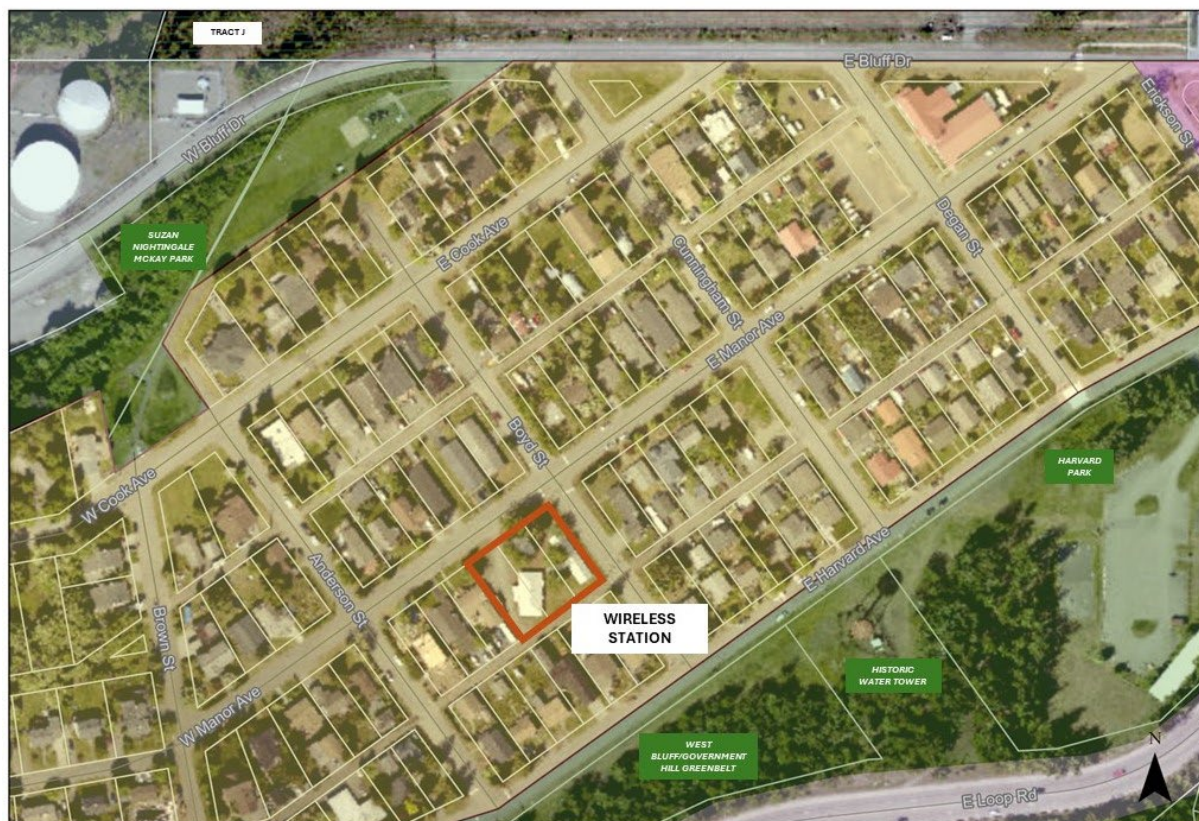 TRACT J
E Bluff Dr
Erickson St
W Bluff Dr
SUZAN
NIGHTINGALE
MCKAY PARK
E Cook Ave
Degan St
Cunningham St
E Manor Ave
Boyd St
HARVARD
PARK
W Cook Ave
Anderson St
E Harvard Ave
WIRELESS
STATION
Brown St
HISTORIC
WATER TOWER
W Manor Ave
WEST
BLUFF/GOVERNMENT
HILL GREENBELT
N
E Loop Rd